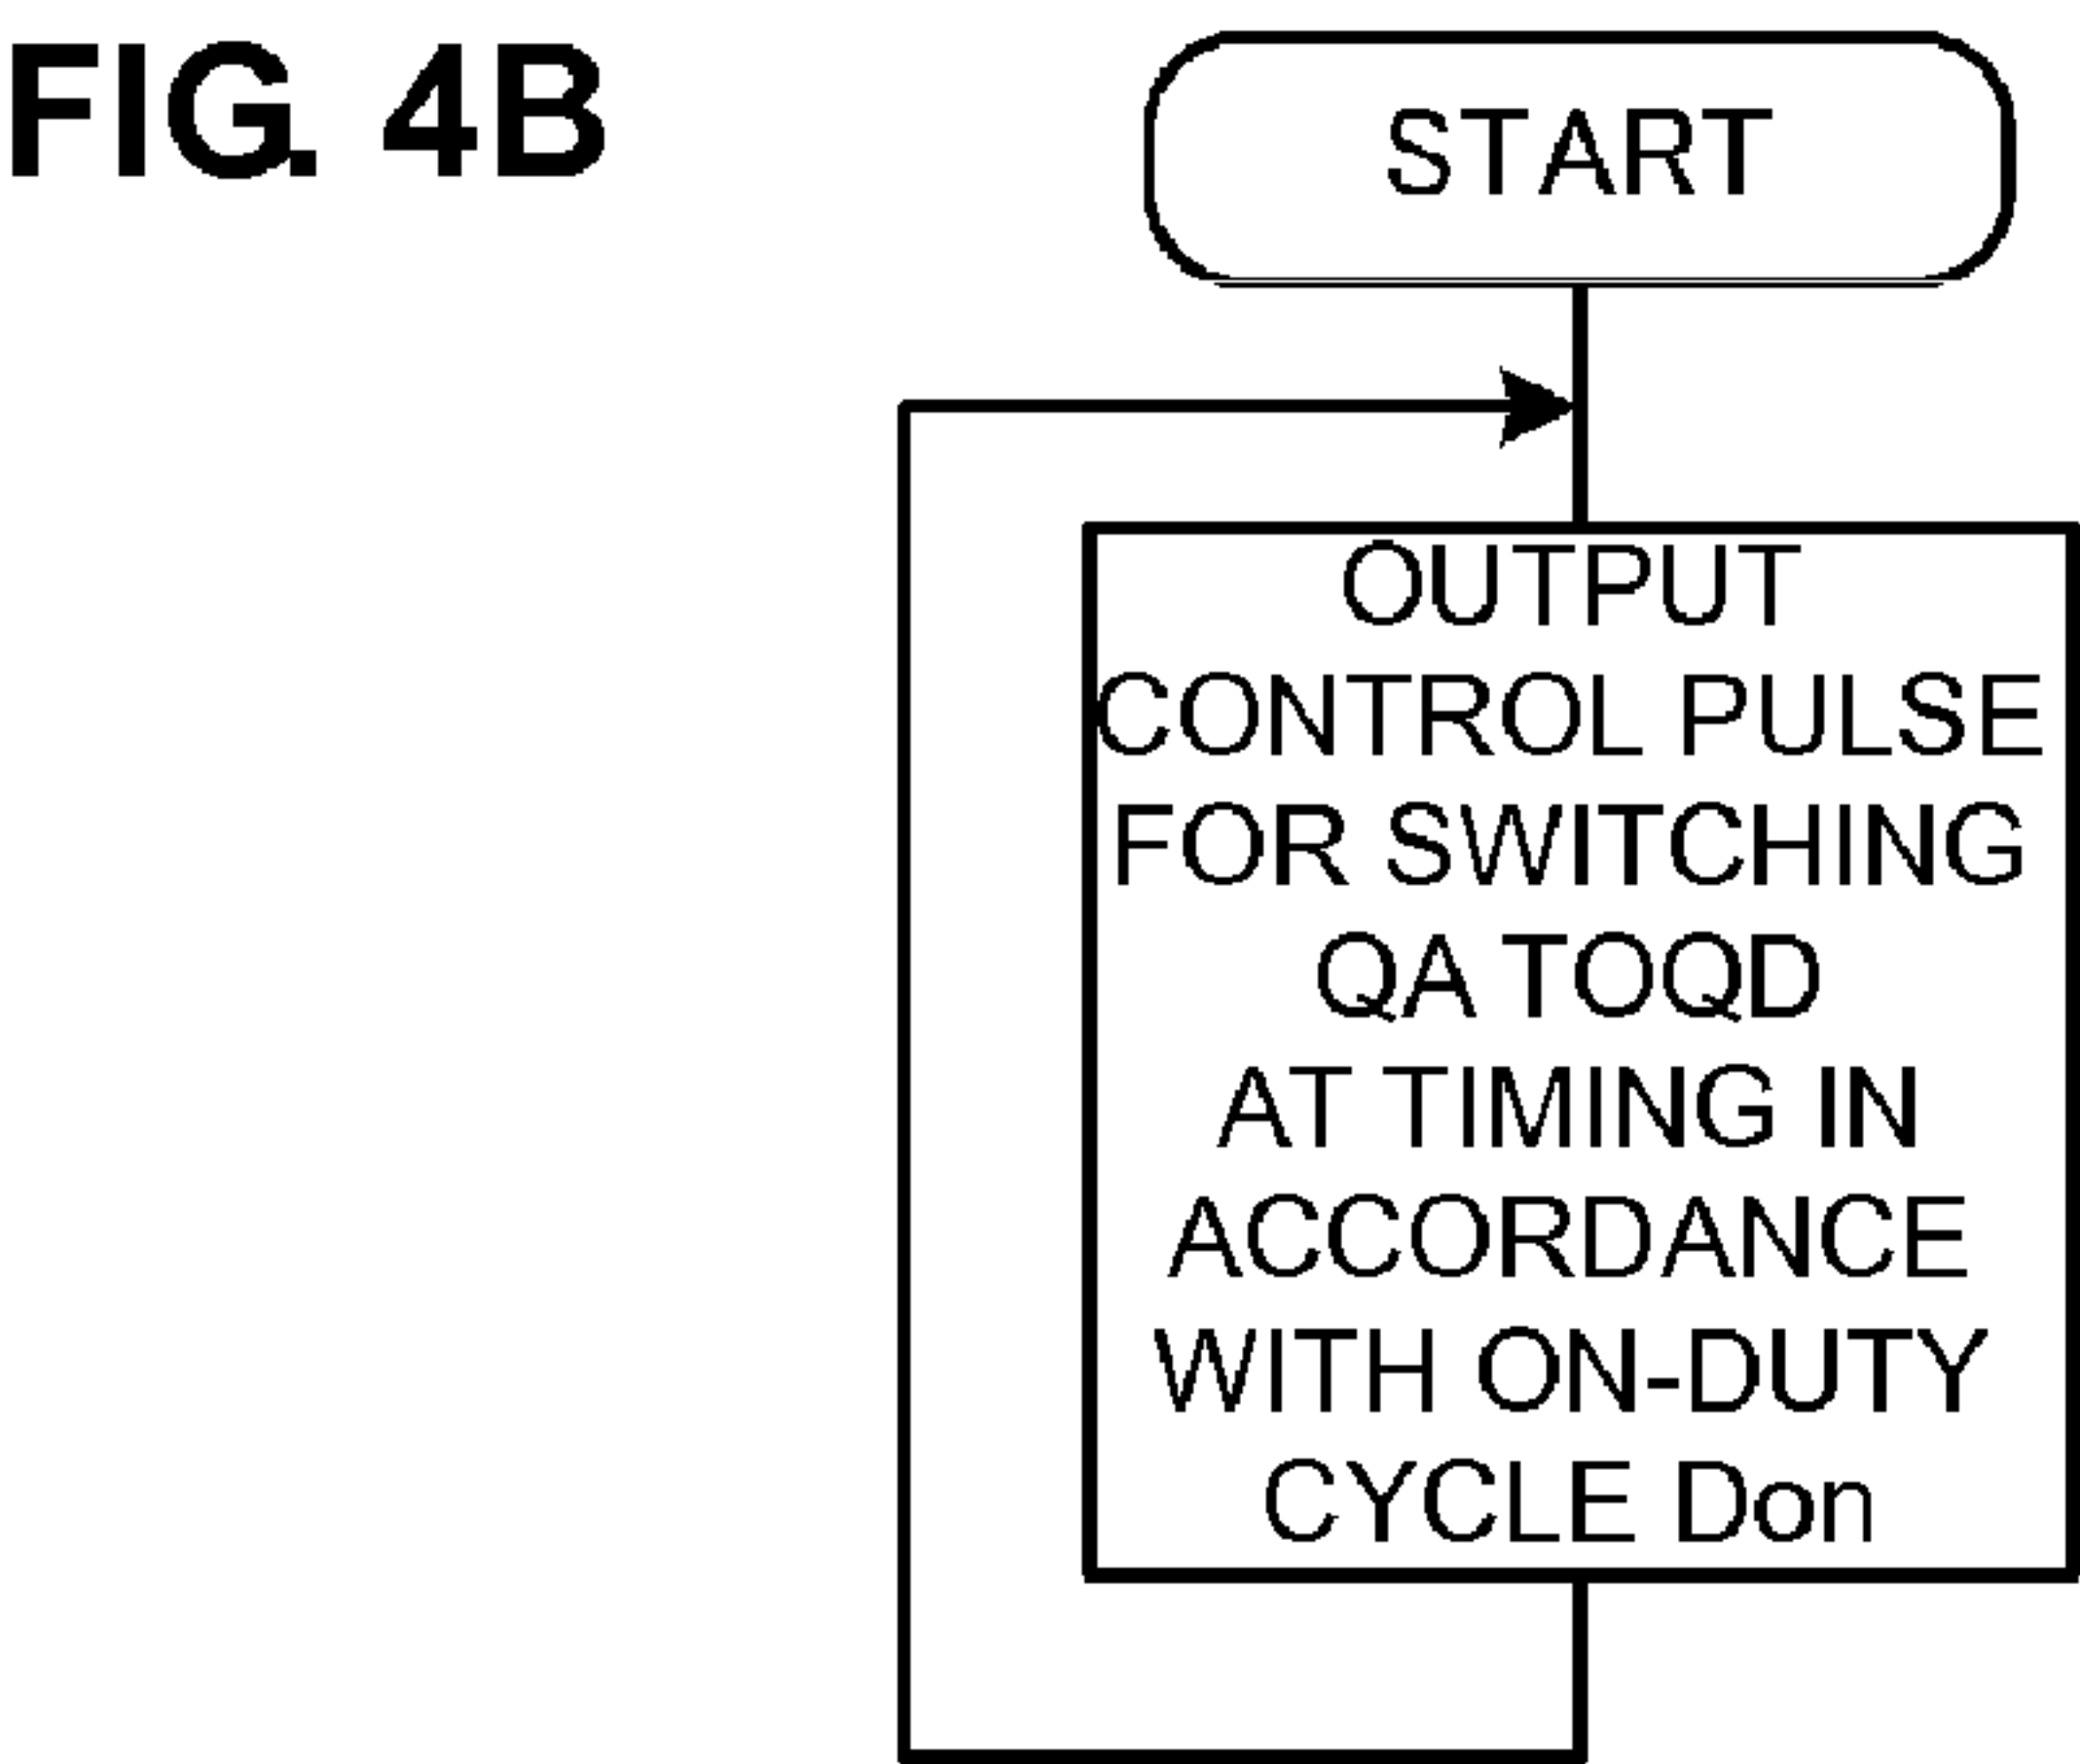 FIG. 4B
START
OUTPUT
CONTROL PULSE
FOR SWITCHING
QA TOQD
AT TIMING IN
ACCORDANCE
WITH ON-DUTY
CYCLE Don